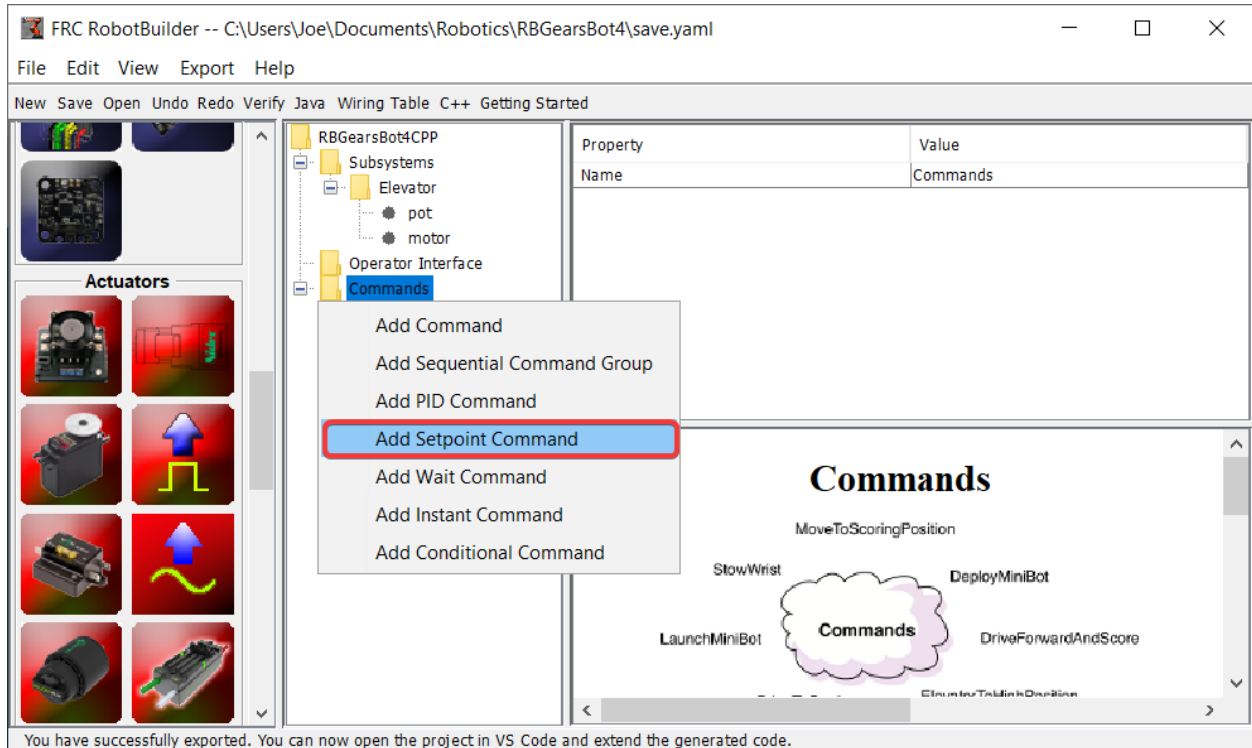 FRC RobotBuilder -- C:\Users\Joe\Documents\Robotics\RBGearsBot4\save.yaml
File Edit View Export Help
New Save Open Undo Redo Verify Java Wiring Table C++ Getting Started
Actuators
RBGearsBot4CPP
Subsystems
Elevator
pot
motor
Operator Interface
Commands
Add Command
Add Sequential Command Group
Add PID Command
Add Setpoint Command
Add Wait Command
Add Instant Command
Add Conditional Command
Property Value
Name Commands
Commands
MoveToScoringPosition
StowWrist
DeployMiniBot
Commands
LaunchMiniBot
DriveForwardAndScore
You have successfully exported. You can now open the project in VS Code and extend the generated code.